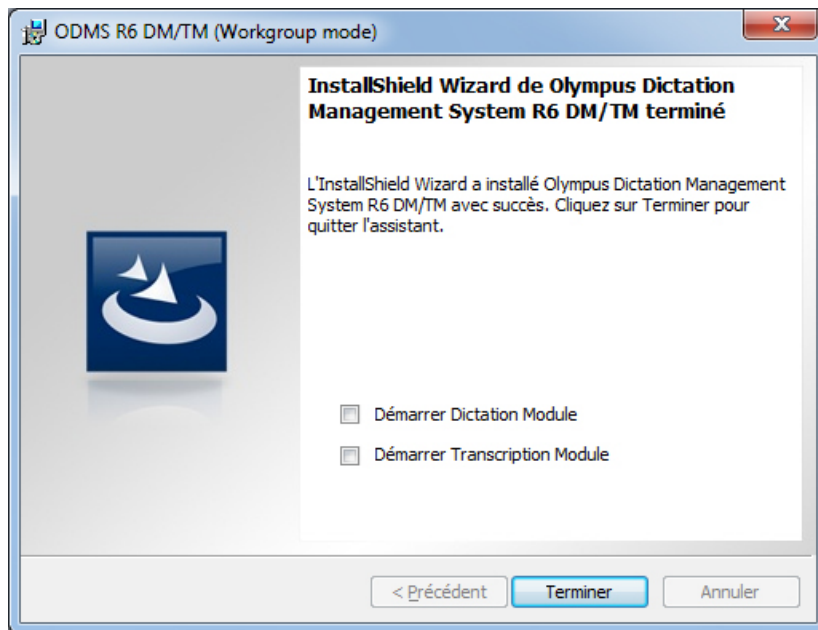 ODMS R6 DM/TM (Workgroup mode)
InstallShield Wizard de Olympus Dictation
Management System R6 DM/TM terminé
L'InstallShield Wizard a installé Olympus Dictation Management
System R6 DM/TM avec succès. Cliquez sur Terminer pour
quitter l'assistant.
Démarrer Dictation Module
Démarrer Transcription Module
< Précédent Terminer Annuler